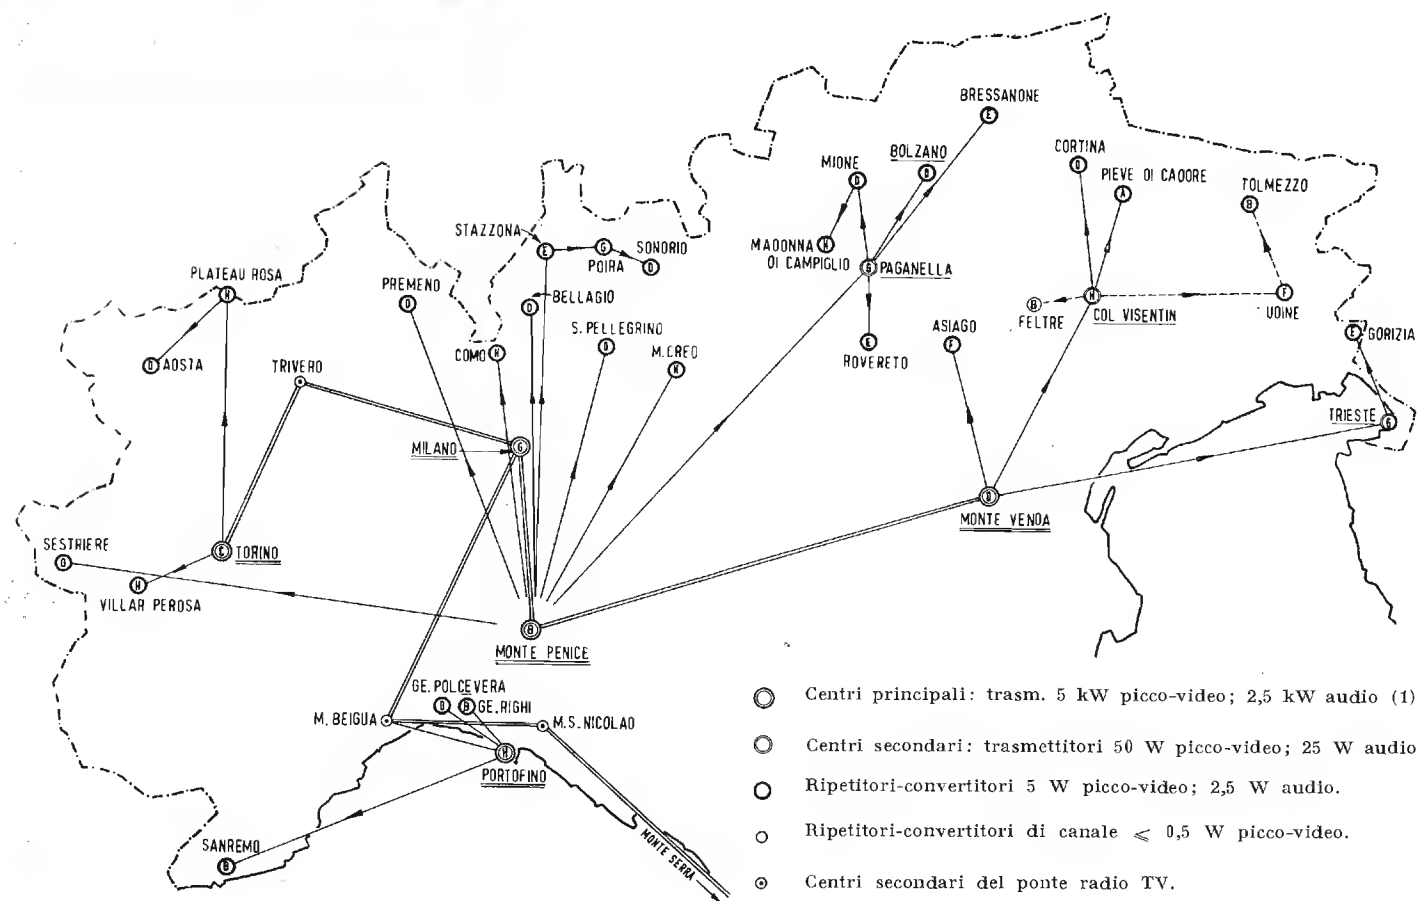 BRESSANONE
E
CORTINA
D
BOLZANO
D
MIONE
D
PIEVE DI CADORE
A
TOLMEZZO
B
STAZZONA
E
G
POIRA
SONDRIO
D
MADONNA
DI CAMPIGLIO
H
G
PAGANELLA
PLATEAU ROSA
H
PREMENO
D
BELLAGIO
D
H
COL VISENTIN
B
FELTRE
F
UDINE
S. PELLEGRINO
D
M. CREO
H
COMO
H
ASIAGO
F
E
ROVERETO
E
GORIZIA
D
AOSTA
TRIVERO
TRIESTE
G
MILANO
G
D
MONTE VENDA
SESTRIERE
G
C
TORINO
H
VILLAR PEROSA
B
MONTE PENICE
GE. POLCEVERA
D
B
GE. RIGHI
M. BEIGUA
M. S. NICOLAO
H
PORTOFINO
SANREMO
B
MONTE SERRA
Centri principali: trasm. 5 kW picco-video; 2,5 kW audio (1)
Centri secondari: trasmettitori 50 W picco-video; 25 W audio
Ripetitori-convertitori 5 W picco-video; 2,5 W audio.
Ripetitori-convertitori di canale ⩽ 0,5 W picco-video.
Centri secondari del ponte radio TV.